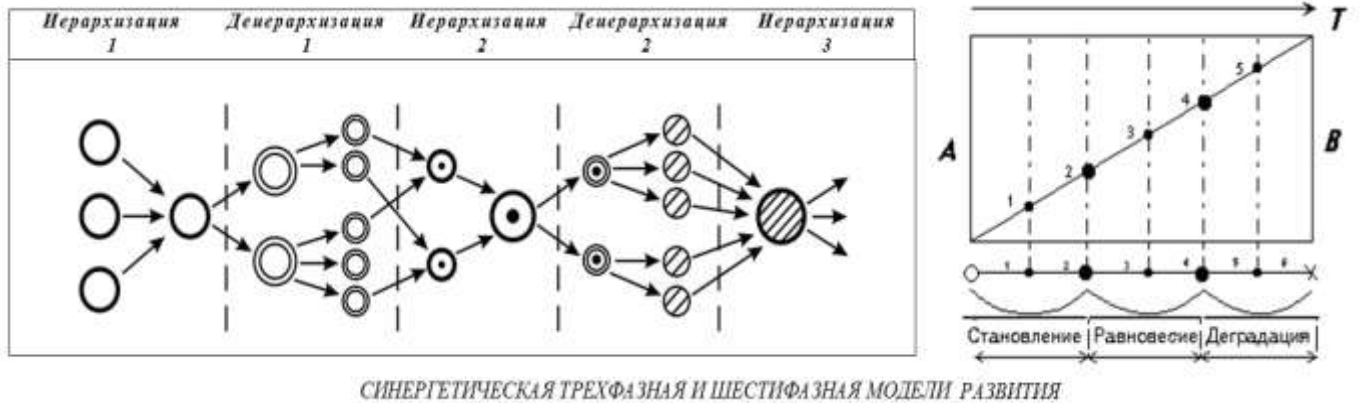 Иерархизация Деиерархизация Иерархизация Деиерархизация Иерархизация
1 1 2 2 3
T
A
B
1
2
3
4
5
1 2 3 4 5 6
Становление Равновесие Деградация
СИНЕРГЕТИЧЕСКАЯ ТРЕХФАЗНАЯ И ШЕСТИФАЗНАЯ МОДЕЛИ РАЗВИТИЯ